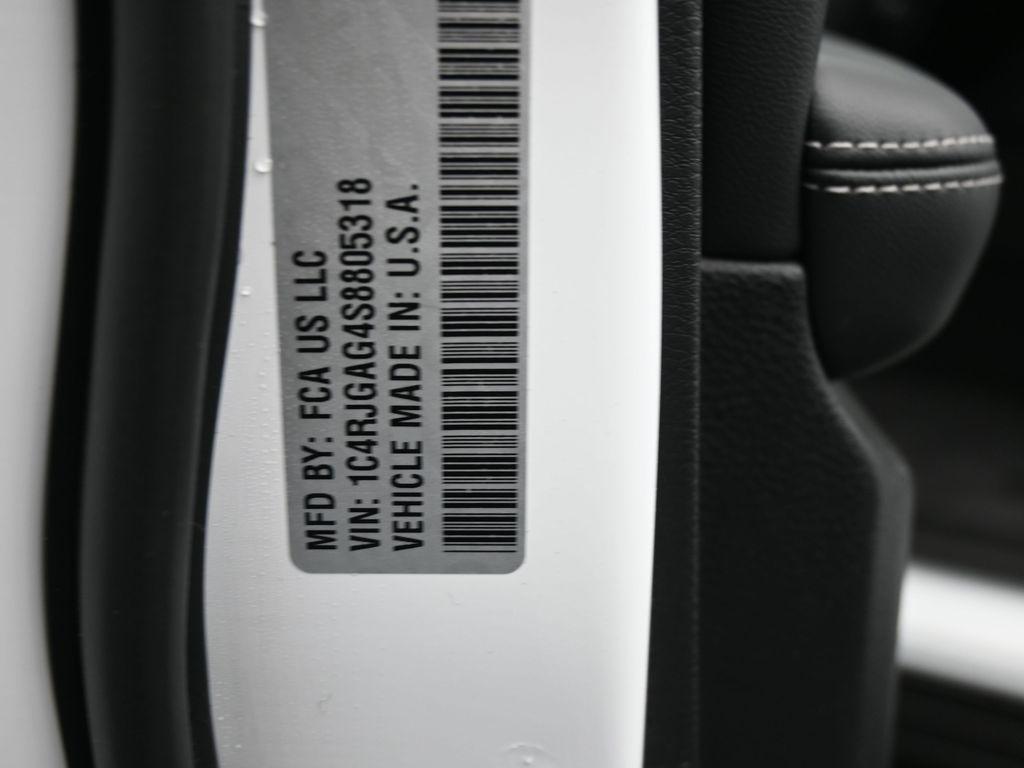 MFD BY: FCA US LLC
VIN: 1C4RJGAG4S8805318
VEHICLE MADE IN: U.S.A.